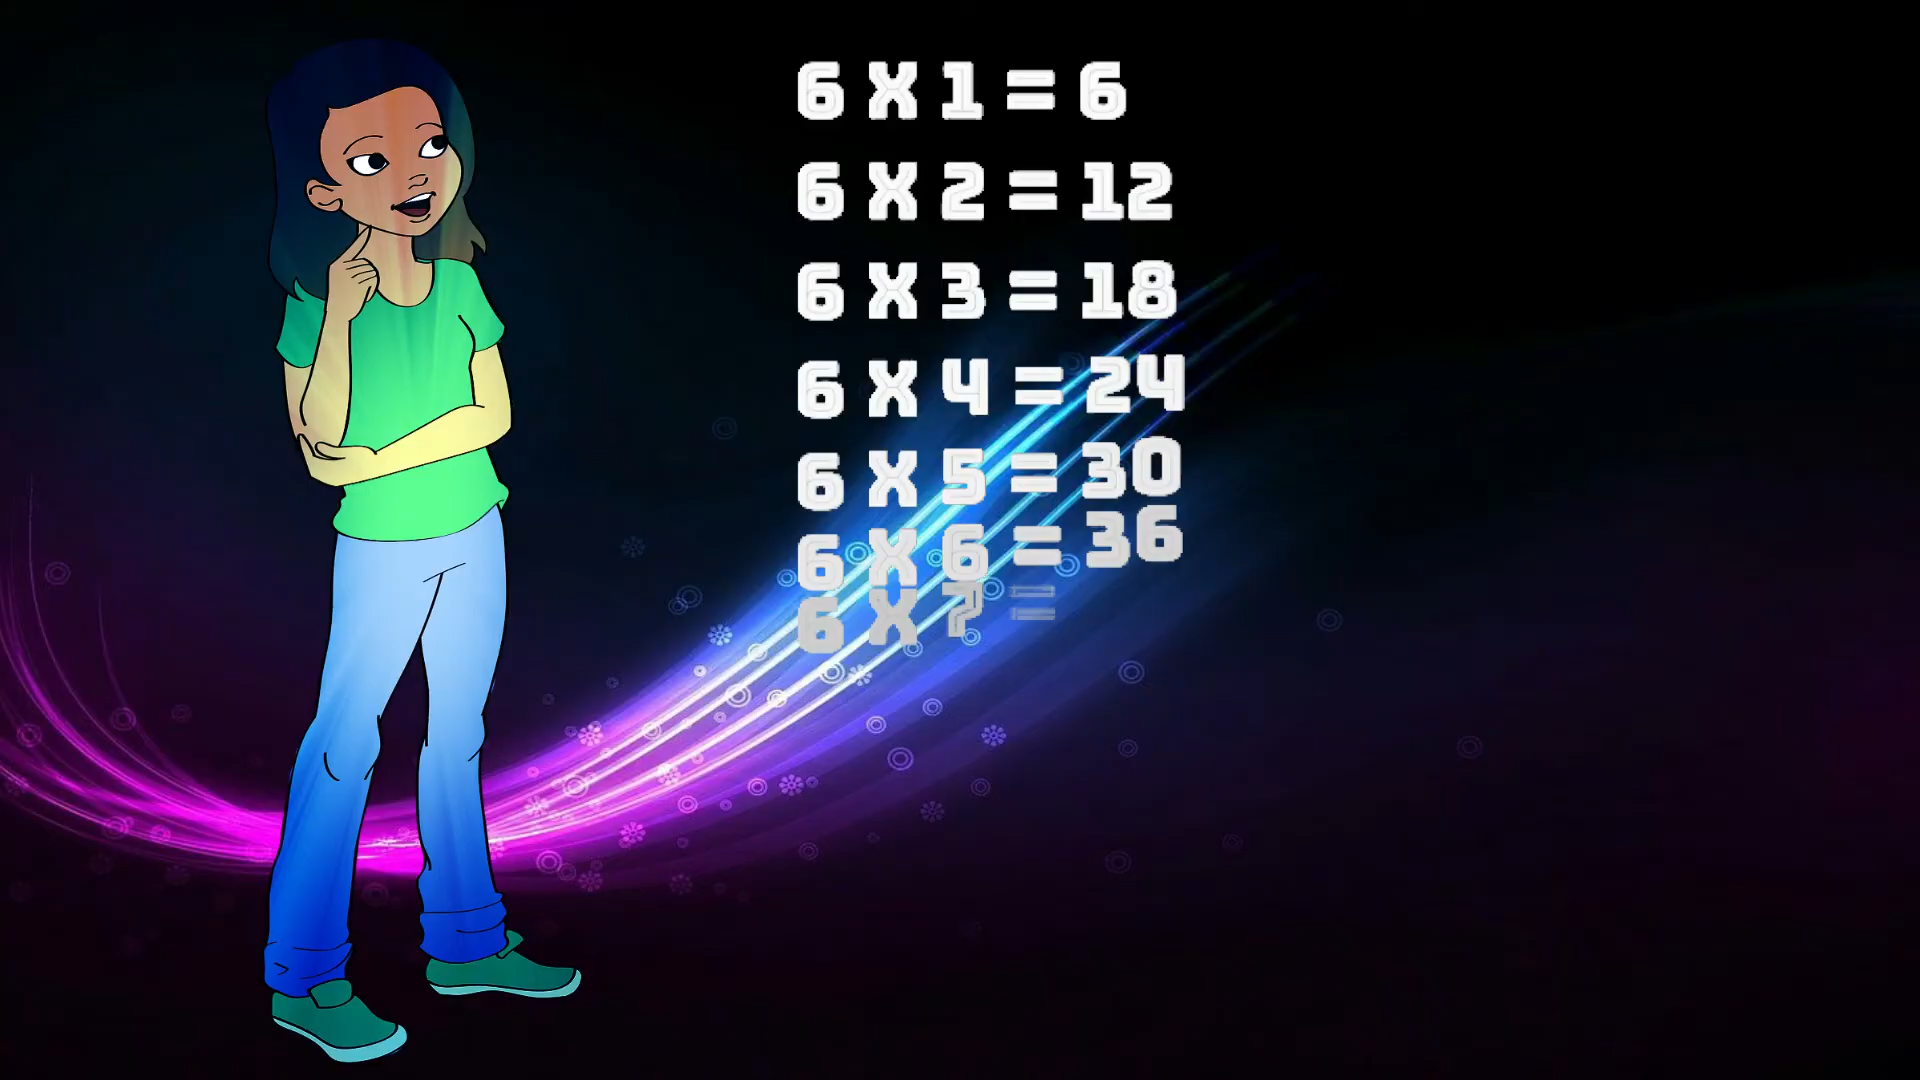 6 X 1 = 6
6 X 2 = 12
6 X 3 = 18
6 X 4 = 24
6 X 5 = 30
6 X 6 = 36
6 X 7 =